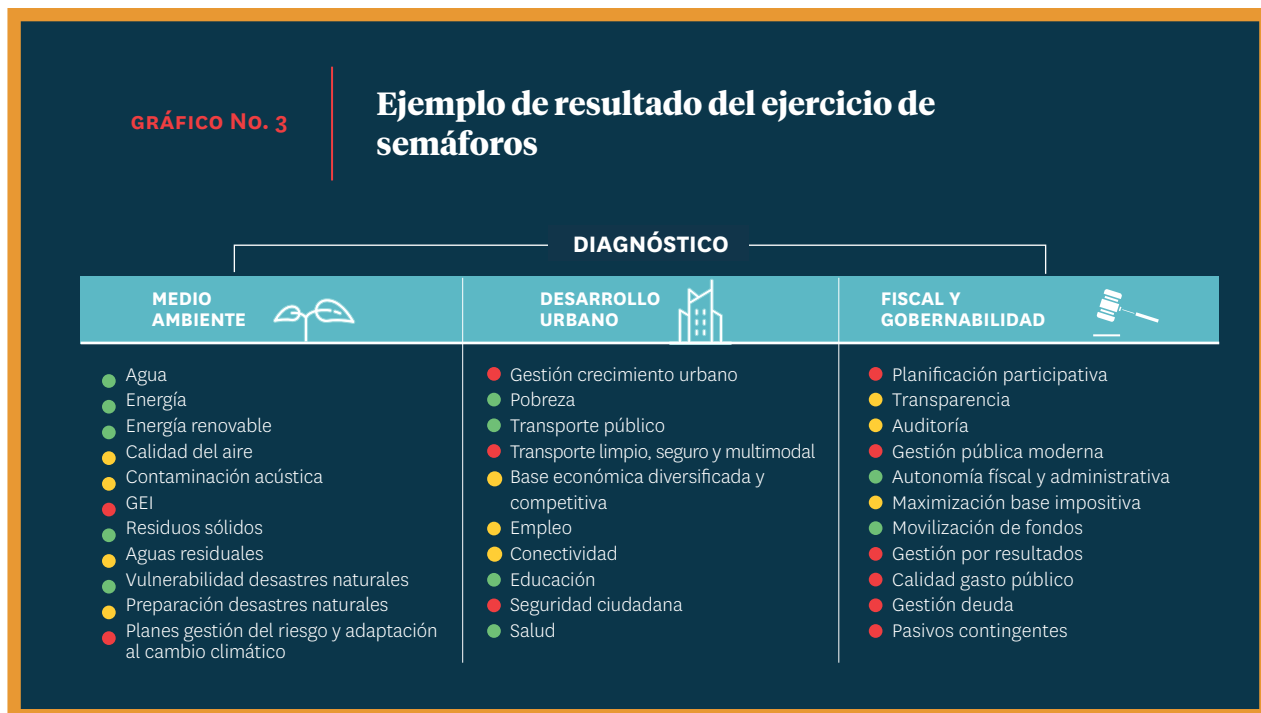 GRÁFICO No. 3
Ejemplo de resultado del ejercicio de
semáforos
DIAGNÓSTICO
MEDIO
AMBIENTE
Agua
Energía
Energía renovable
Calidad del aire
Contaminación acústica
GEI
Residuos sólidos
Aguas residuales
Vulnerabilidad desastres naturales
Preparación desastres naturales
Planes gestión del riesgo y adaptación
al cambio climático
DESARROLLO
URBANO
Gestión crecimiento urbano
Pobreza
Transporte público
Transporte limpio, seguro y multimodal
Base económica diversificada y
competitiva
Empleo
Conectividad
Educación
Seguridad ciudadana
Salud
FISCAL Y
GOBERNABILIDAD
Planificación participativa
Transparencia
Auditoría
Gestión pública moderna
Autonomía físcal y administrativa
Maximización base impositiva
Movilización de fondos
Gestión por resultados
Calidad gasto público
Gestión deuda
Pasivos contingentes